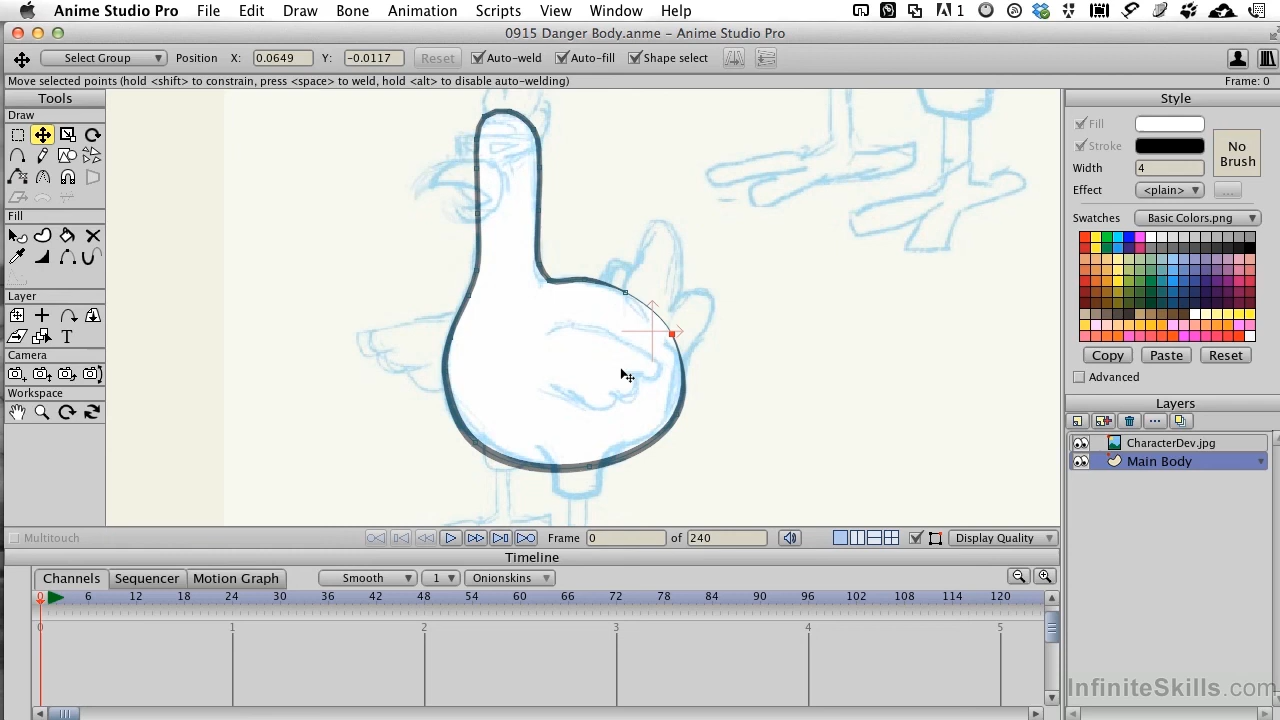 Anime Studio Pro File Edit Draw Bone Animation Scripts View Window Help 1
0915 Danger Body.anme – Anime Studio Pro
Select Group Position X: 0.0649 Y: -0.0117 Reset Auto-weld Auto-fill Shape select
Move selected points (hold <shift> to constrain, press <space> to weld, hold <alt> to disable auto-welding) Frame: 0
Tools
Draw
Fill
Layer
T
Camera
Workspace
Style
Fill
Stroke
No Brush
Width 4
Effect <plain> ...
Swatches Basic Colors.png
Copy Paste Reset
Advanced
Layers
CharacterDev.jpg
Main Body
Multitouch Frame 0 of 240 Display Quality
Timeline
Channels Sequencer Motion Graph Smooth 1 Onionskins
0 6 12 18 24 30 36 42 48 54 60 66 72 78 84 90 96 102 108 114 120
0 1 2 3 4 5
InfiniteSkills.com